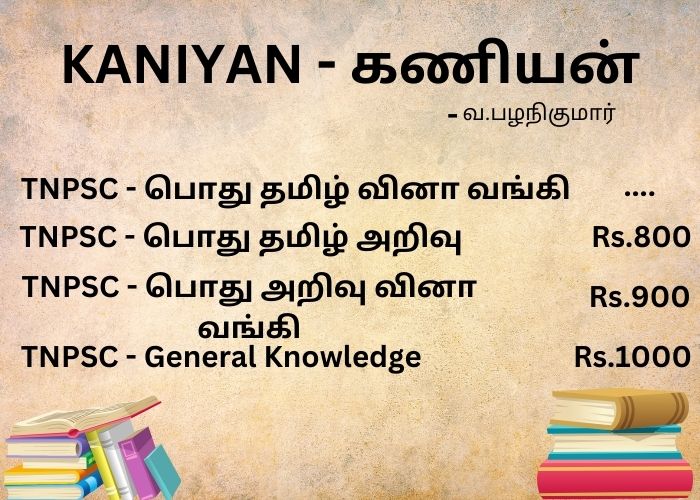 KANIYAN - கணியன்
- வ.பழநிகுமார்
TNPSC - பொது தமிழ் வினா வங்கி ....
TNPSC - பொது தமிழ் அறிவு Rs.800
TNPSC - பொது அறிவு வினா வங்கி Rs.900
TNPSC - General Knowledge Rs.1000